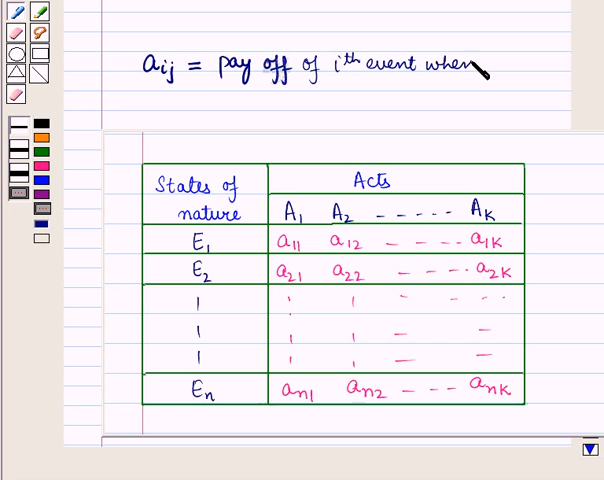 aij = pay off of ith event when
States of nature Acts
A1 A2 - - - - - - AK
E1 a11 a12 - - - - - a1K
E2 a21 a22 - - - - - a2K
En an1 an2 - - - - anK